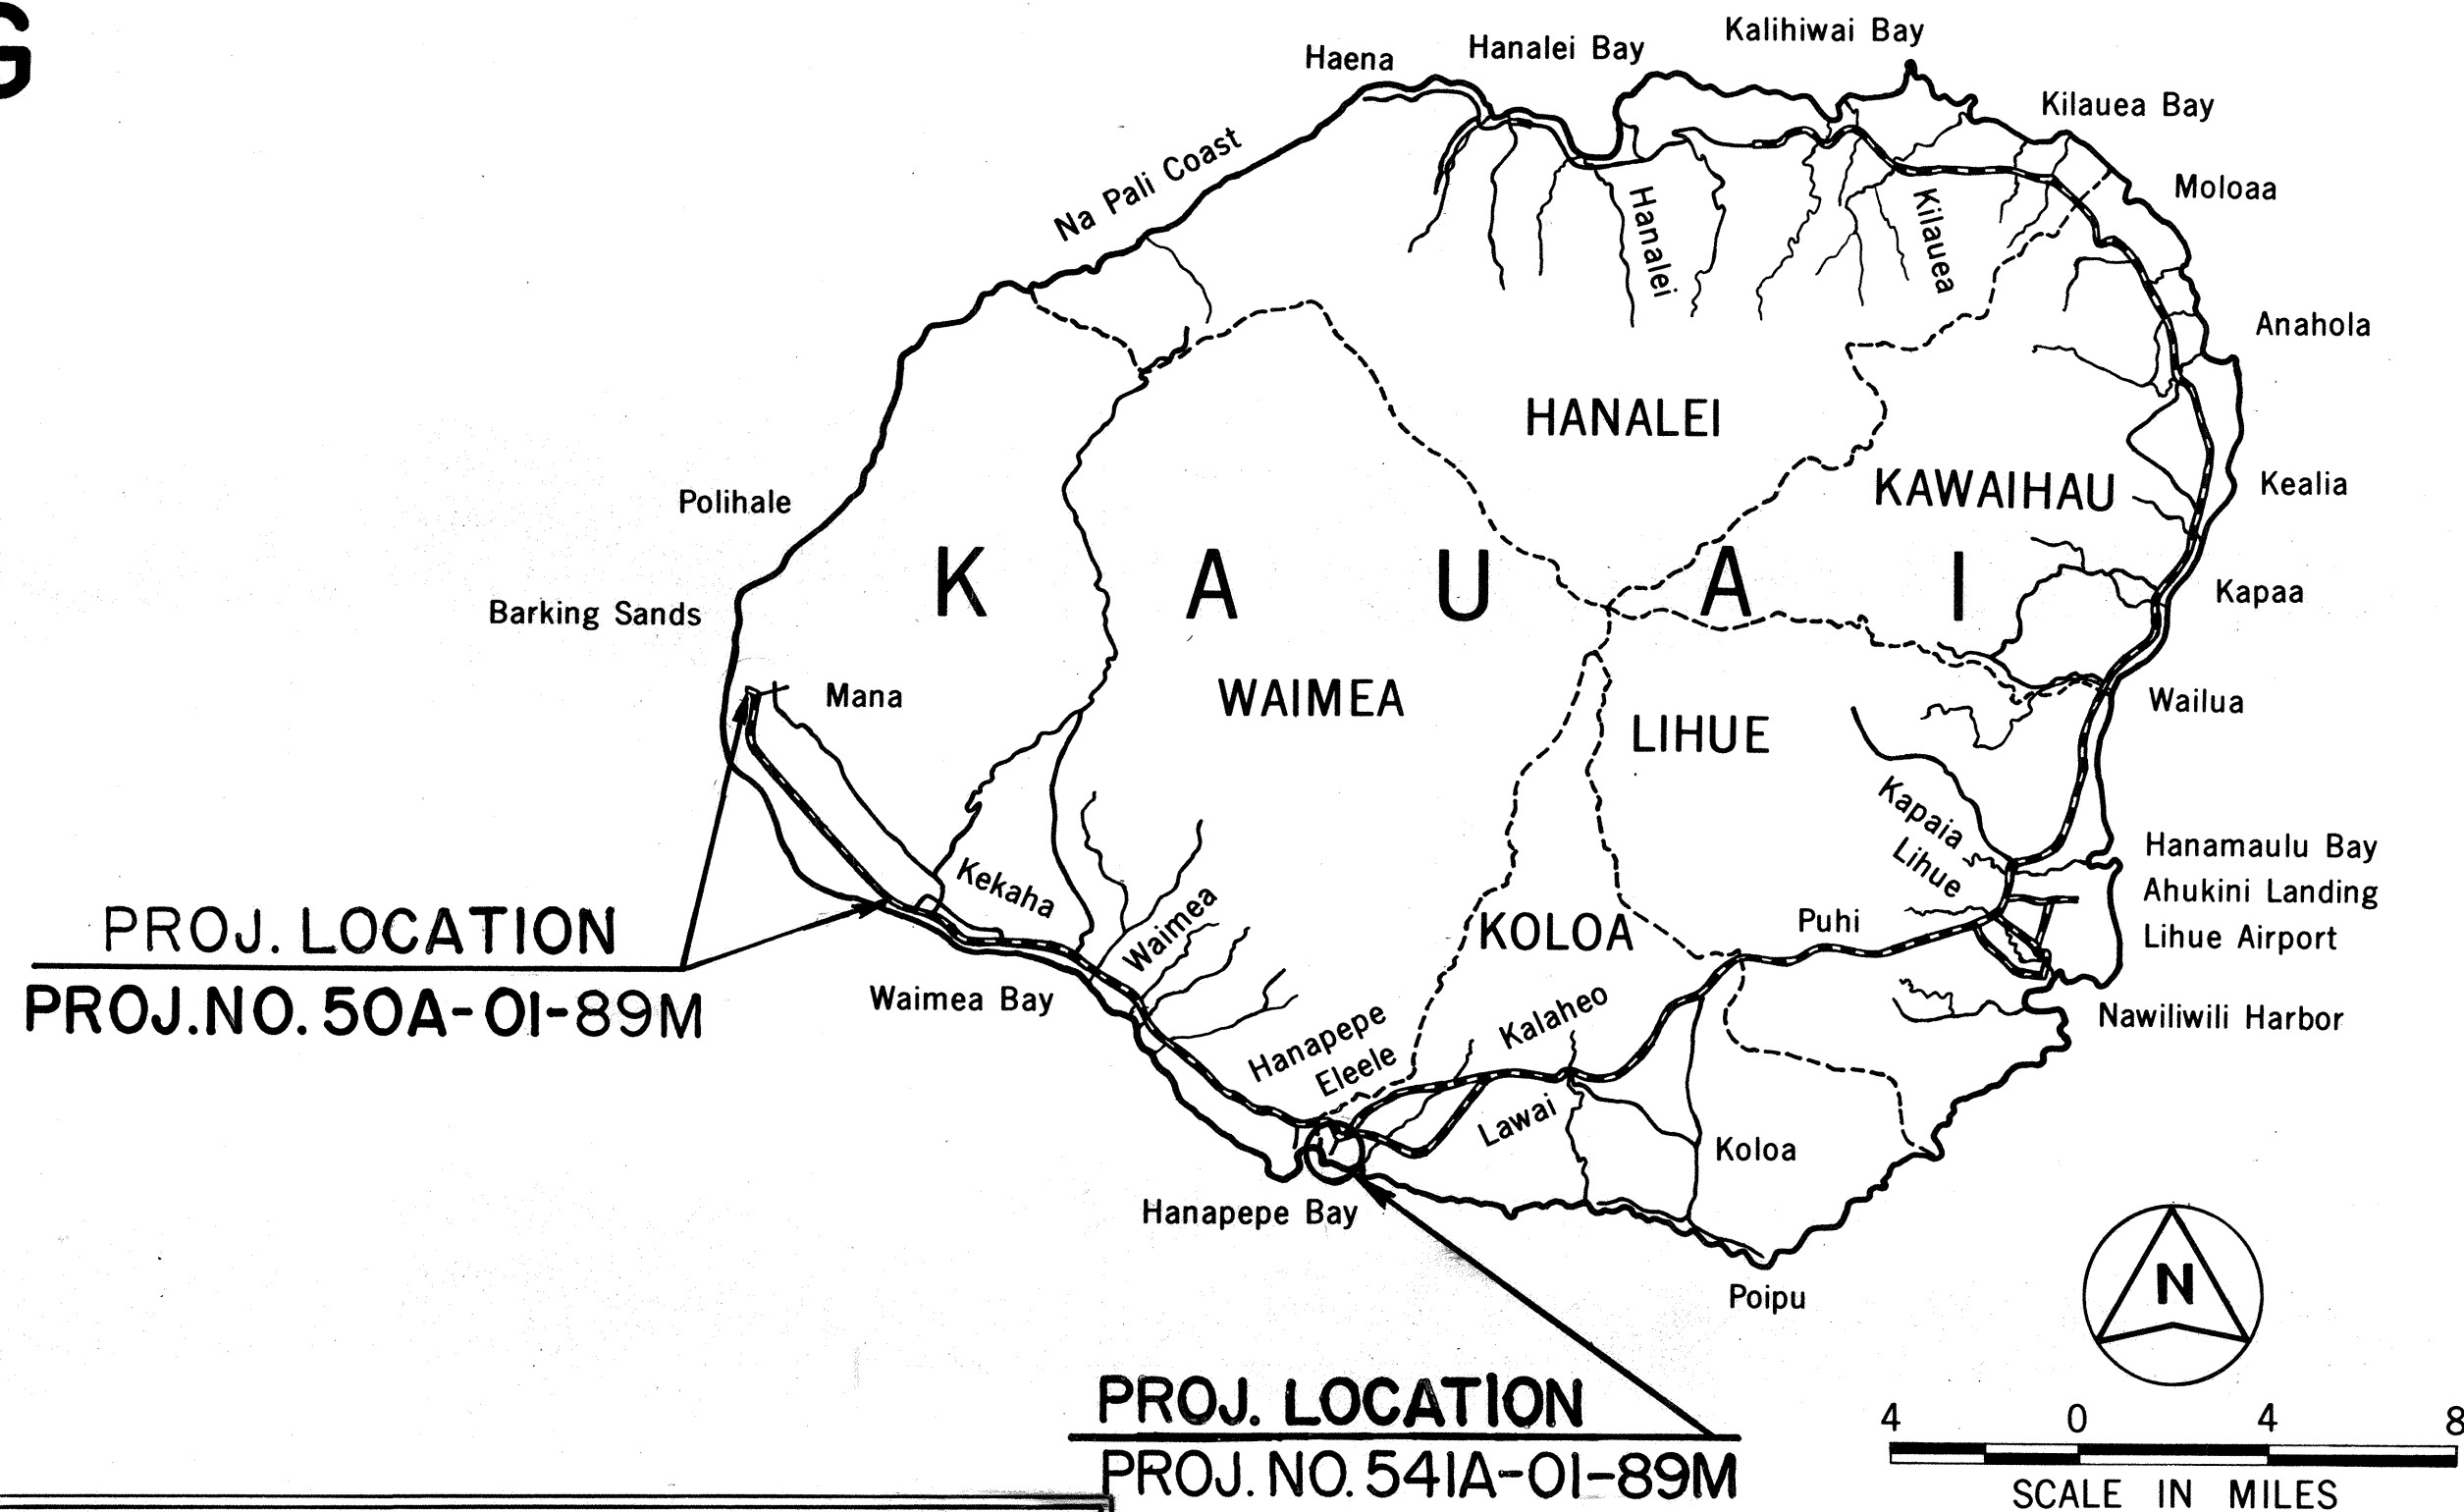 G
Kalihiwai Bay
Hanalei Bay
Haena
Kilauea Bay
Na Pali Coast
Moloaa
Hanalei
Kilauea
Anahola
HANALEI
KAWAIHAU
Kealia
Polihale
K A U A I
Kapaa
Barking Sands
Mana
WAIMEA
Wailua
LIHUE
Kapaia
Lihue
Hanamaulu Bay
Kekaha
Ahukini Landing
Waimea
KOLOA
Puhi
Lihue Airport
PROJ. LOCATION
PROJ. NO. 50A-01-89M
Waimea Bay
Nawiliwili Harbor
Kalaheo
Hanapepe
Eleele
Lawai
Koloa
Hanapepe Bay
Poipu
N
PROJ. LOCATION
PROJ. NO. 541A-01-89M
4 0 4 8
SCALE IN MILES